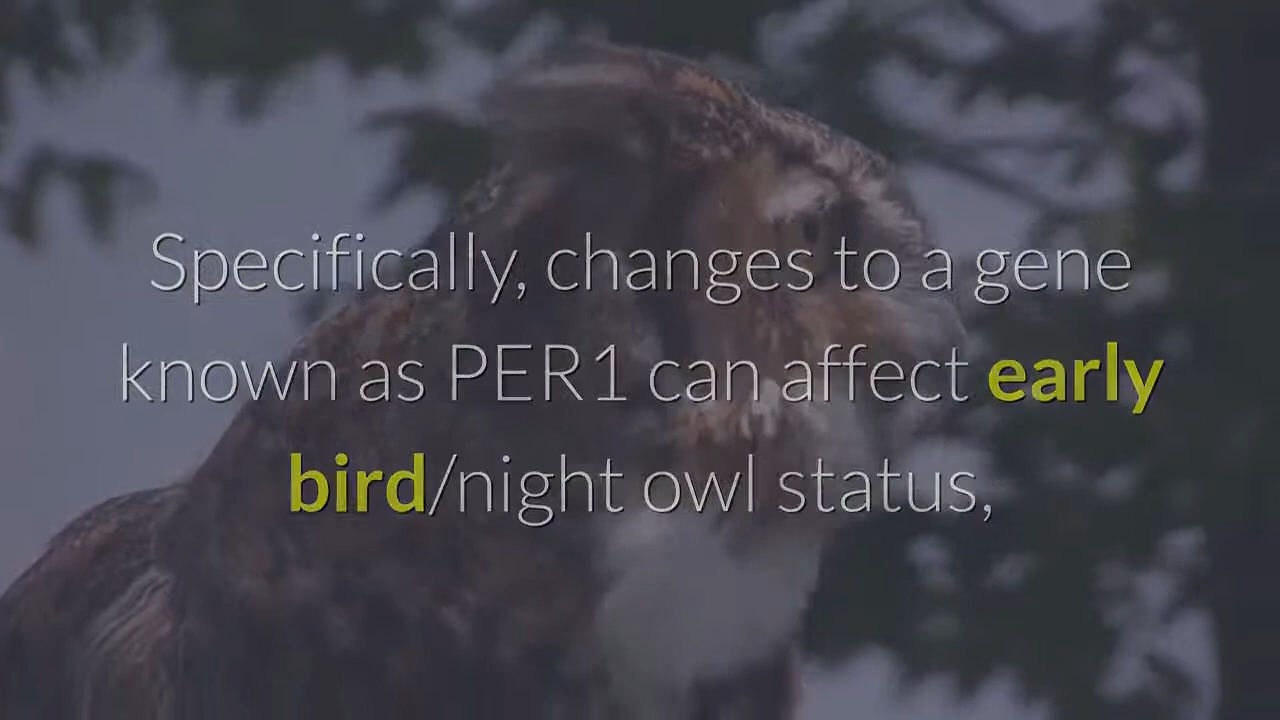 Specifically, changes to a gene
known as PER1 can affect early
bird/night owl status,